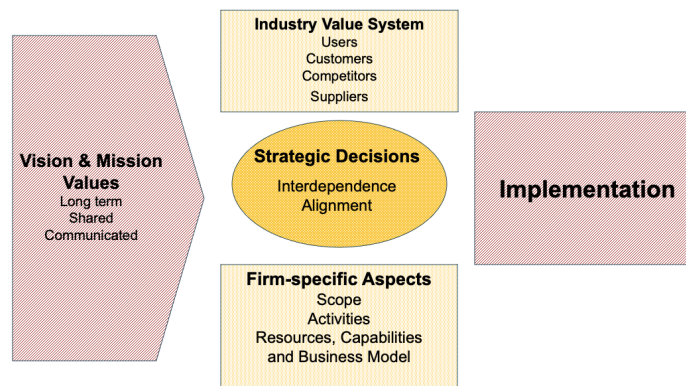 Vision & Mission
Values
Long term
Shared
Communicated
Industry Value System
Users
Customers
Competitors
Suppliers
Strategic Decisions
Interdependence
Alignment
Firm-specific Aspects
Scope
Activities
Resources, Capabilities
and Business Model
Implementation